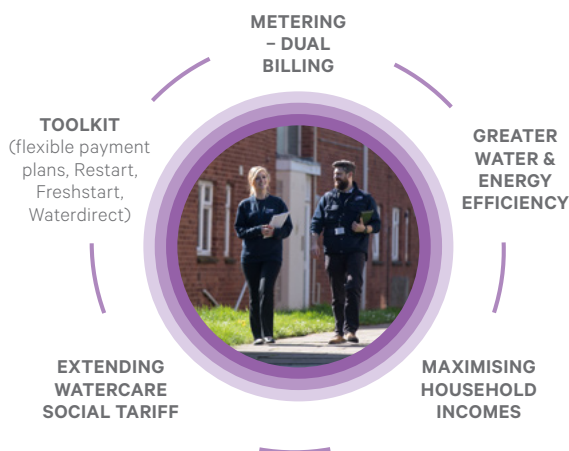 METERING
– DUAL
BILLING
TOOLKIT
(flexible payment
plans, Restart,
Freshstart,
Waterdirect)
GREATER
WATER &
ENERGY
EFFICIENCY
EXTENDING
WATERCARE
SOCIAL TARIFF
MAXIMISING
HOUSEHOLD
INCOMES